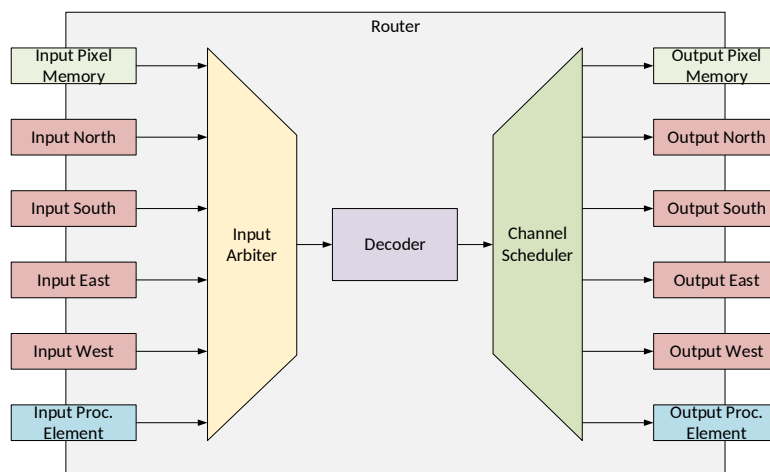 Router
Input Pixel
Memory
Input North
Input South
Input East
Input West
Input Proc.
Element
Input
Arbiter
Decoder
Channel
Scheduler
Output Pixel
Memory
Output North
Output South
Output East
Output West
Output Proc.
Element